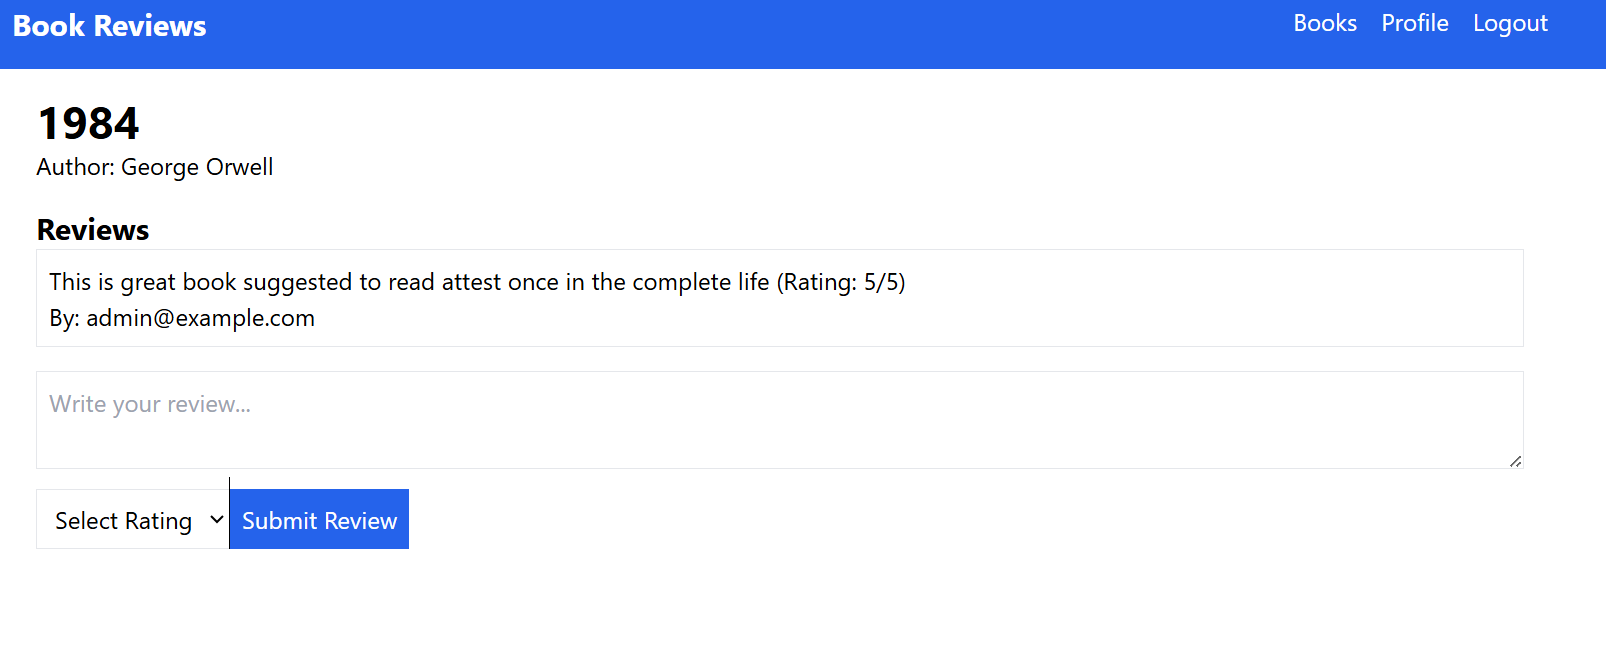 Book Reviews
Books Profile Logout
1984
Author: George Orwell
Reviews
This is great book suggested to read attest once in the complete life (Rating: 5/5)
By: admin@example.com
Write your review...
Select Rating
Submit Review